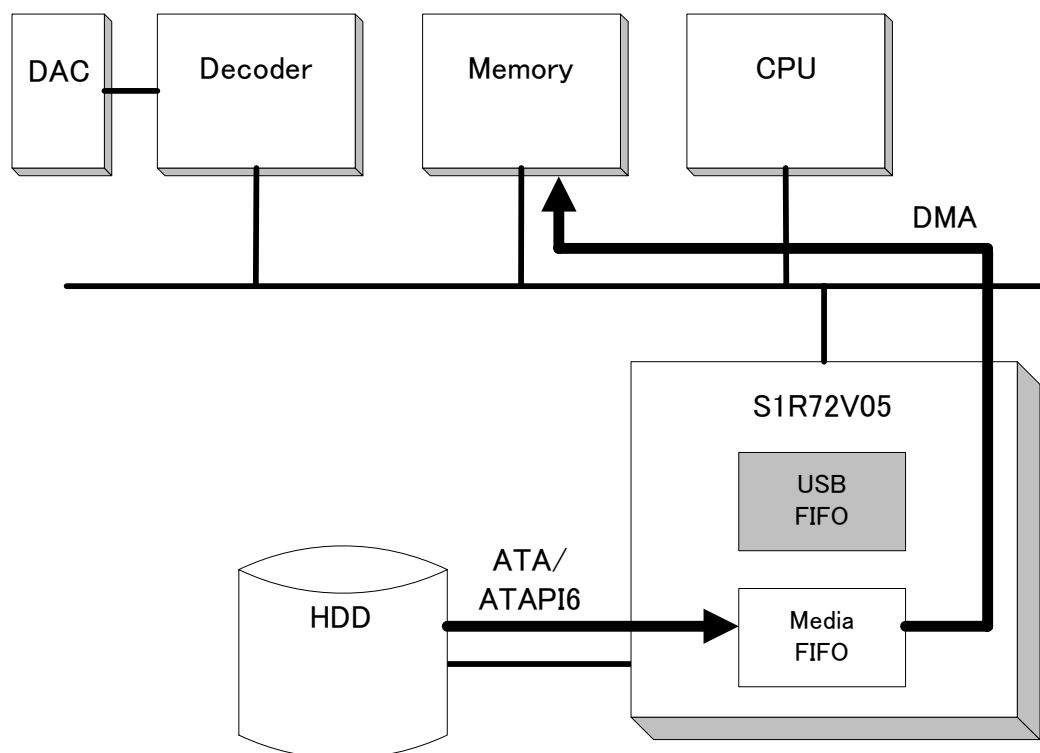 DAC
Decoder
Memory
CPU
DMA
S1R72V05
USB
FIFO
ATA/
ATAPI6
HDD
Media
FIFO